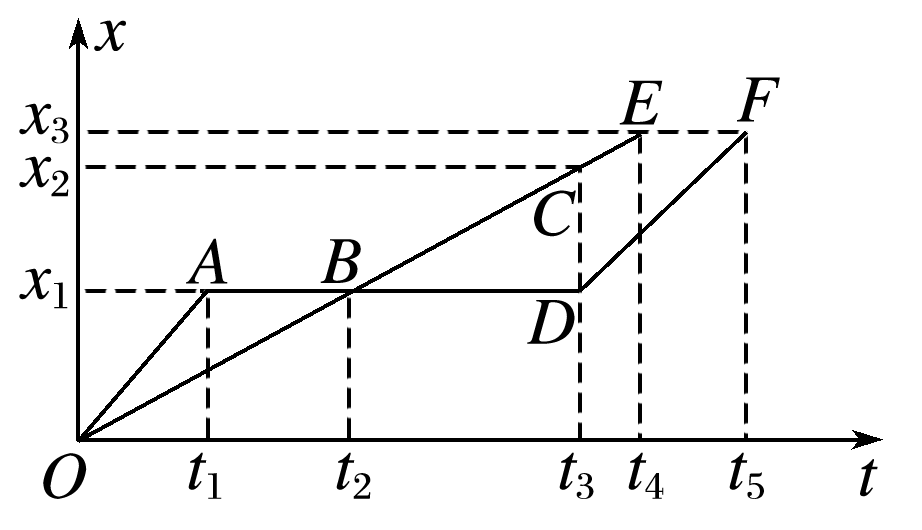 x
x₃
E
F
x₂
C
A
B
x₁
D
O
t₁
t₂
t₃
t₄
t₅
t